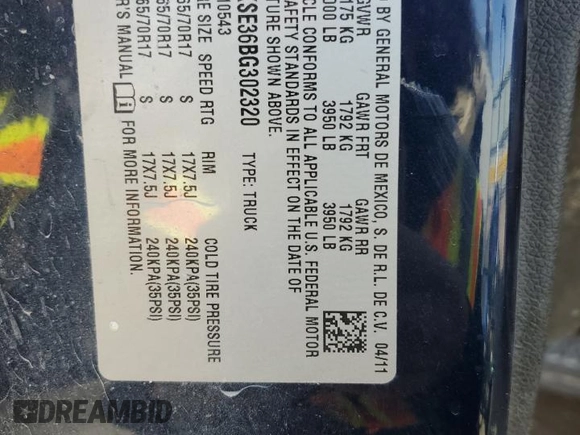 D BY GENERAL MOTORS DE MEXICO, S. DE R.L. DE C.V. 04/11
GVWR GAWR FRT GAWR RR
175 KG 1792 KG 1792 KG
000 LB 3950 LB 3950 LB
CLE CONFORMS TO ALL APPLICABLE U.S. FEDERAL MOTOR
AFETY STANDARDS IN EFFECT ON THE DATE OF
TURE SHOWN ABOVE.
SE38BG302320 TYPE: TRUCK
10543
SIZE SPEED RTG RIM COLD TIRE PRESSURE
65/70R17 S 17X7.5J 240KPA(35PSI)
65/70R17 S 17X7.5J 240KPA(35PSI)
65/70R17 S 17X7.5J 240KPA(35PSI)
ER'S MANUAL FOR MORE INFORMATION.
DREAMBID